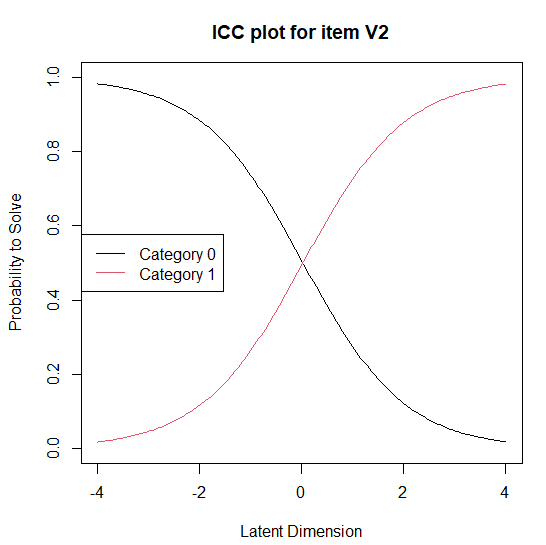 ICC plot for item V2
Probability to Solve
1.0
0.8
0.6
0.4
0.2
0.0
Category 0
Category 1
-4 -2 0 2 4
Latent Dimension